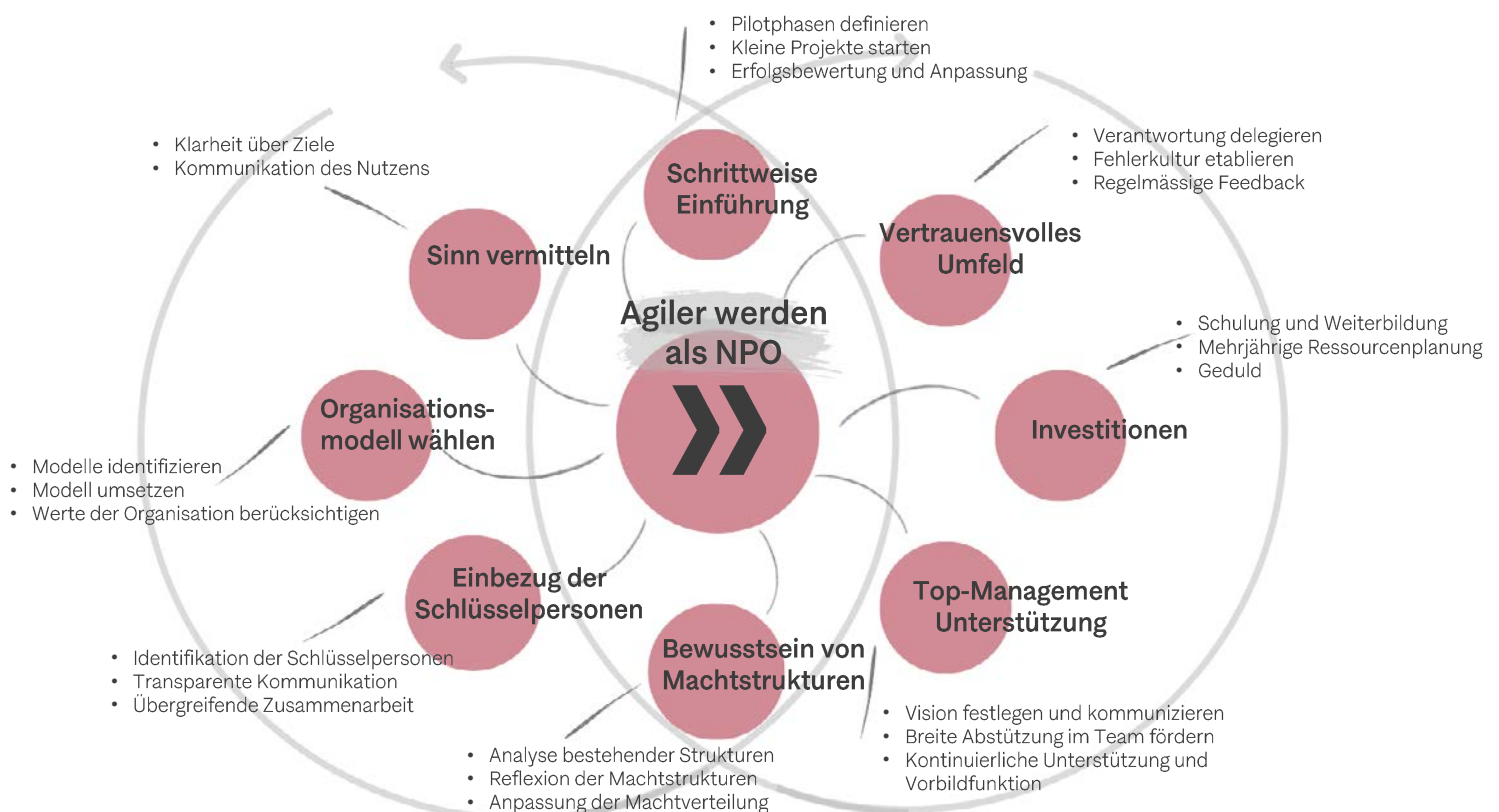 • Pilotphasen definieren
• Kleine Projekte starten
• Erfolgsbewertung und Anpassung
Schrittweise
Einführung
• Verantwortung delegieren
• Fehlerkultur etablieren
• Regelmässige Feedback
Vertrauensvolles
Umfeld
• Klarheit über Ziele
• Kommunikation des Nutzens
Sinn vermitteln
Agiler werden
als NPO
• Schulung und Weiterbildung
• Mehrjährige Ressourcenplanung
• Geduld
Investitionen
Organisations-
modell wählen
• Modelle identifizieren
• Modell umsetzen
• Werte der Organisation berücksichtigen
Einbezug der
Schlüsselpersonen
• Identifikation der Schlüsselpersonen
• Transparente Kommunikation
• Übergreifende Zusammenarbeit
Bewusstsein von
Machtstrukturen
• Analyse bestehender Strukturen
• Reflexion der Machtstrukturen
• Anpassung der Machtverteilung
Top-Management
Unterstützung
• Vision festlegen und kommunizieren
• Breite Abstützung im Team fördern
• Kontinuierliche Unterstützung und
Vorbildfunktion